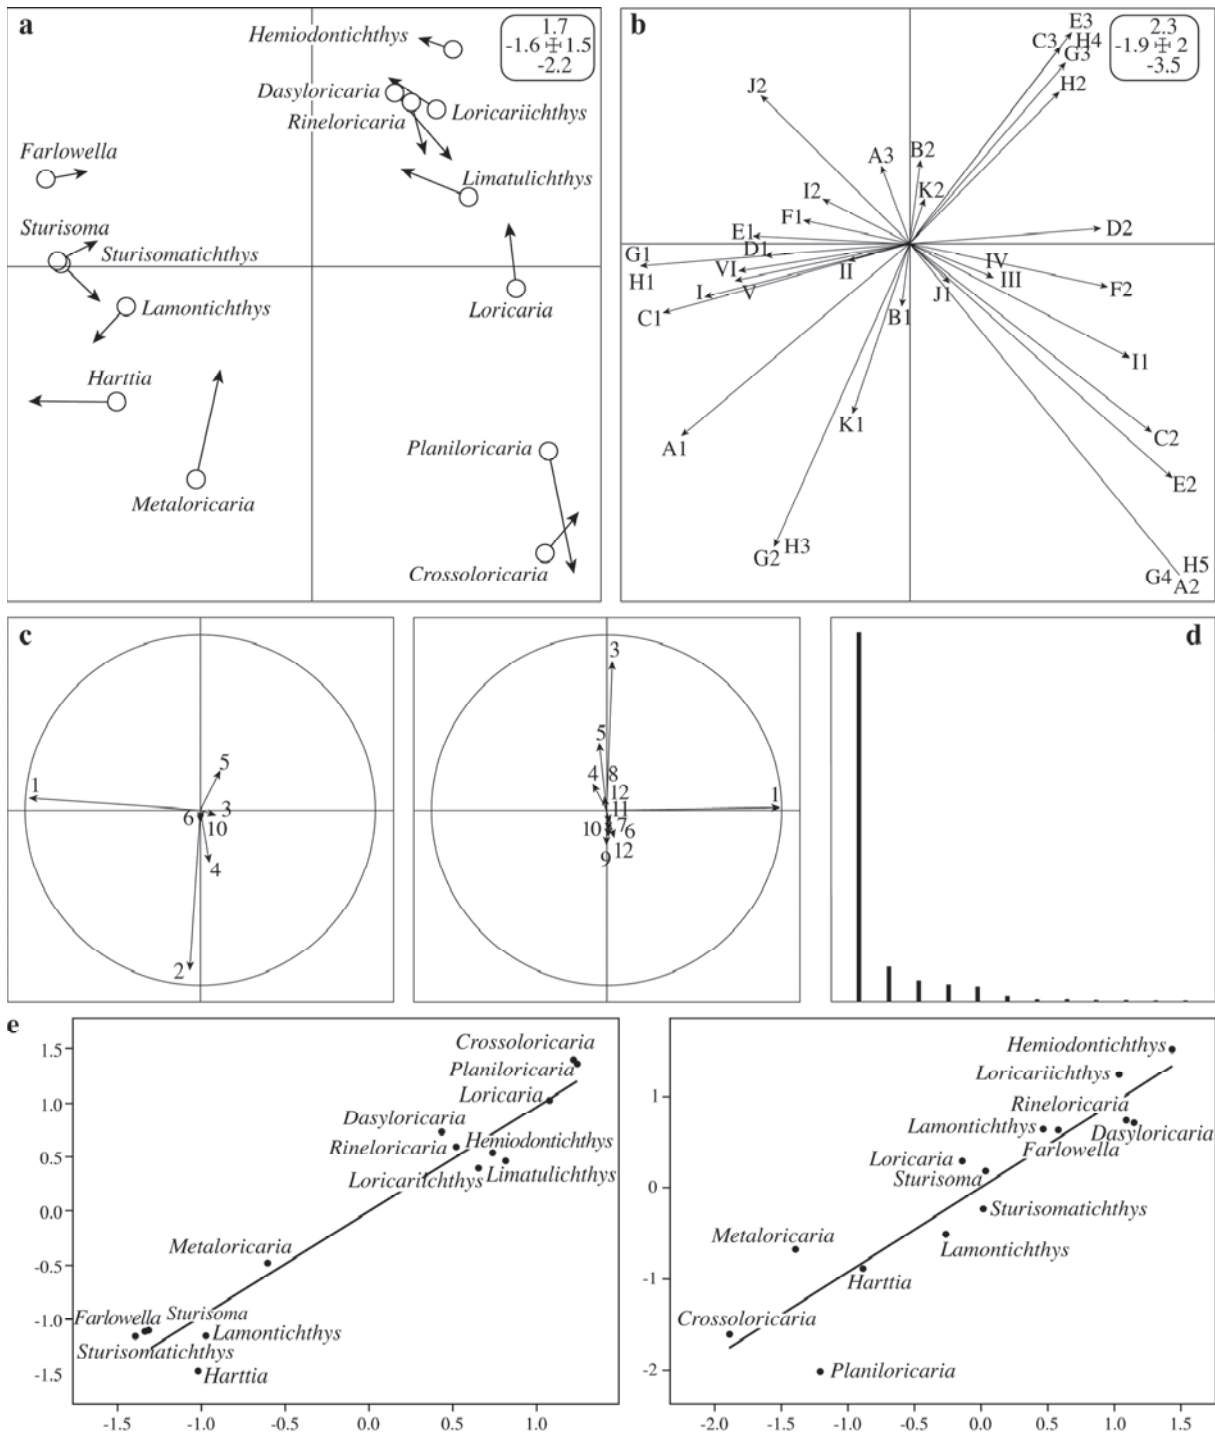 a
1.7
-1.6 1.5
-2.2
Hemiodontichthys
Dasyloricaria
Rineloricaria
Loricariichthys
Farlowella
Limatulichthys
Sturisoma
Sturisomatichthys
Lamontichthys
Loricaria
Harttia
Planiloricaria
Metaloricaria
Crossoloricaria
b
2.3
-1.9 2
-3.5
E3
C3 H4
G3
H2
J2
A3 B2
I2 K2
F1
E1 D2
D1
G1 VI II IV
H1 III
I V J1 F2
C1 B1
I1
K1
A1 C2
E2
G2 H3
H5
G4
A2
c
1
5
3
6
10
4
2
3
5
4 8
12
1
11
10 7 6
9 12
d
e
1.5
1.0
0.5
0.0
-0.5
-1.0
-1.5
Crossoloricaria
Planiloricaria
Loricaria
Dasyloricaria
Rineloricaria Hemiodontichthys
Loricariichthys Limatulichthys
Metaloricaria
Farlowella Sturisoma
Lamontichthys
Sturisomatichthys
Harttia
-1.5 -1.0 0.0 0.5 1.0
1
0
-1
-2
Hemiodontichthys
Loricariichthys
Rineloricaria
Lamontichthys
Dasyloricaria
Farlowella
Loricaria
Sturisoma
Sturisomatichthys
Metaloricaria
Lamontichthys
Harttia
Crossoloricaria
Planiloricaria
-2.0 -1.5 -1.0 -0.5 0.0 0.5 1.0 1.5